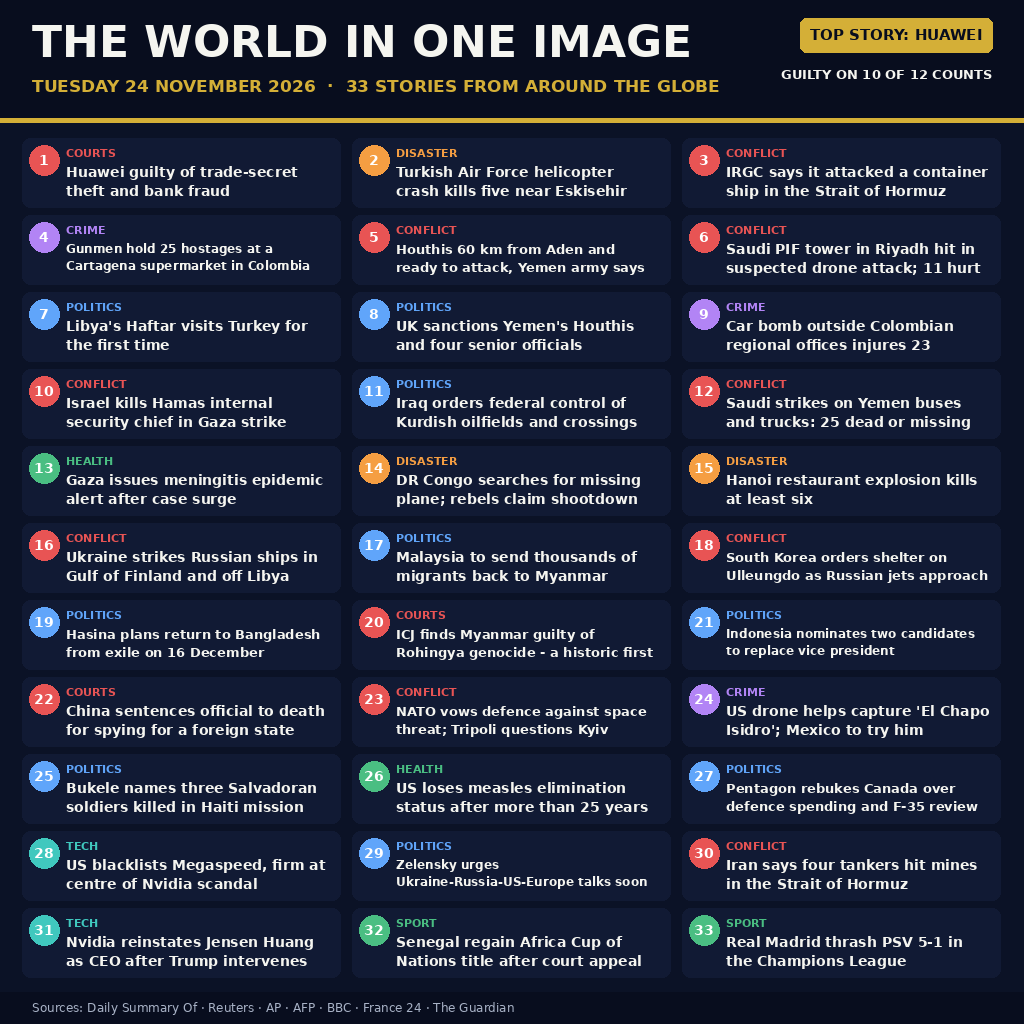 THE WORLD IN ONE IMAGE
TOP STORY: HUAWEI
GUILTY ON 10 OF 12 COUNTS
TUESDAY 24 NOVEMBER 2026 · 33 STORIES FROM AROUND THE GLOBE
1
COURTS
Huawei guilty of trade-secret
theft and bank fraud
2
DISASTER
Turkish Air Force helicopter
crash kills five near Eskisehir
3
CONFLICT
IRGC says it attacked a container
ship in the Strait of Hormuz
4
CRIME
Gunmen hold 25 hostages at a
Cartagena supermarket in Colombia
5
CONFLICT
Houthis 60 km from Aden and
ready to attack, Yemen army says
6
CONFLICT
Saudi PIF tower in Riyadh hit in
suspected drone attack; 11 hurt
7
POLITICS
Libya's Haftar visits Turkey for
the first time
8
POLITICS
UK sanctions Yemen's Houthis
and four senior officials
9
CRIME
Car bomb outside Colombian
regional offices injures 23
10
CONFLICT
Israel kills Hamas internal
security chief in Gaza strike
11
POLITICS
Iraq orders federal control of
Kurdish oilfields and crossings
12
CONFLICT
Saudi strikes on Yemen buses
and trucks: 25 dead or missing
13
HEALTH
Gaza issues meningitis epidemic
alert after case surge
14
DISASTER
DR Congo searches for missing
plane; rebels claim shootdown
15
DISASTER
Hanoi restaurant explosion kills
at least six
16
CONFLICT
Ukraine strikes Russian ships in
Gulf of Finland and off Libya
17
POLITICS
Malaysia to send thousands of
migrants back to Myanmar
18
CONFLICT
South Korea orders shelter on
Ulleungdo as Russian jets approach
19
POLITICS
Hasina plans return to Bangladesh
from exile on 16 December
20
COURTS
ICJ finds Myanmar guilty of
Rohingya genocide - a historic first
21
POLITICS
Indonesia nominates two candidates
to replace vice president
22
COURTS
China sentences official to death
for spying for a foreign state
23
CONFLICT
NATO vows defence against space
threat; Tripoli questions Kyiv
24
CRIME
US drone helps capture 'El Chapo
Isidro'; Mexico to try him
25
POLITICS
Bukele names three Salvadoran
soldiers killed in Haiti mission
26
HEALTH
US loses measles elimination
status after more than 25 years
27
POLITICS
Pentagon rebukes Canada over
defence spending and F-35 review
28
TECH
US blacklists Megaspeed, firm at
centre of Nvidia scandal
29
POLITICS
Zelensky urges
Ukraine-Russia-US-Europe talks soon
30
CONFLICT
Iran says four tankers hit mines
in the Strait of Hormuz
31
TECH
Nvidia reinstates Jensen Huang
as CEO after Trump intervenes
32
SPORT
Senegal regain Africa Cup of
Nations title after court appeal
33
SPORT
Real Madrid thrash PSV 5-1 in
the Champions League
Sources: Daily Summary Of · Reuters · AP · AFP · BBC · France 24 · The Guardian